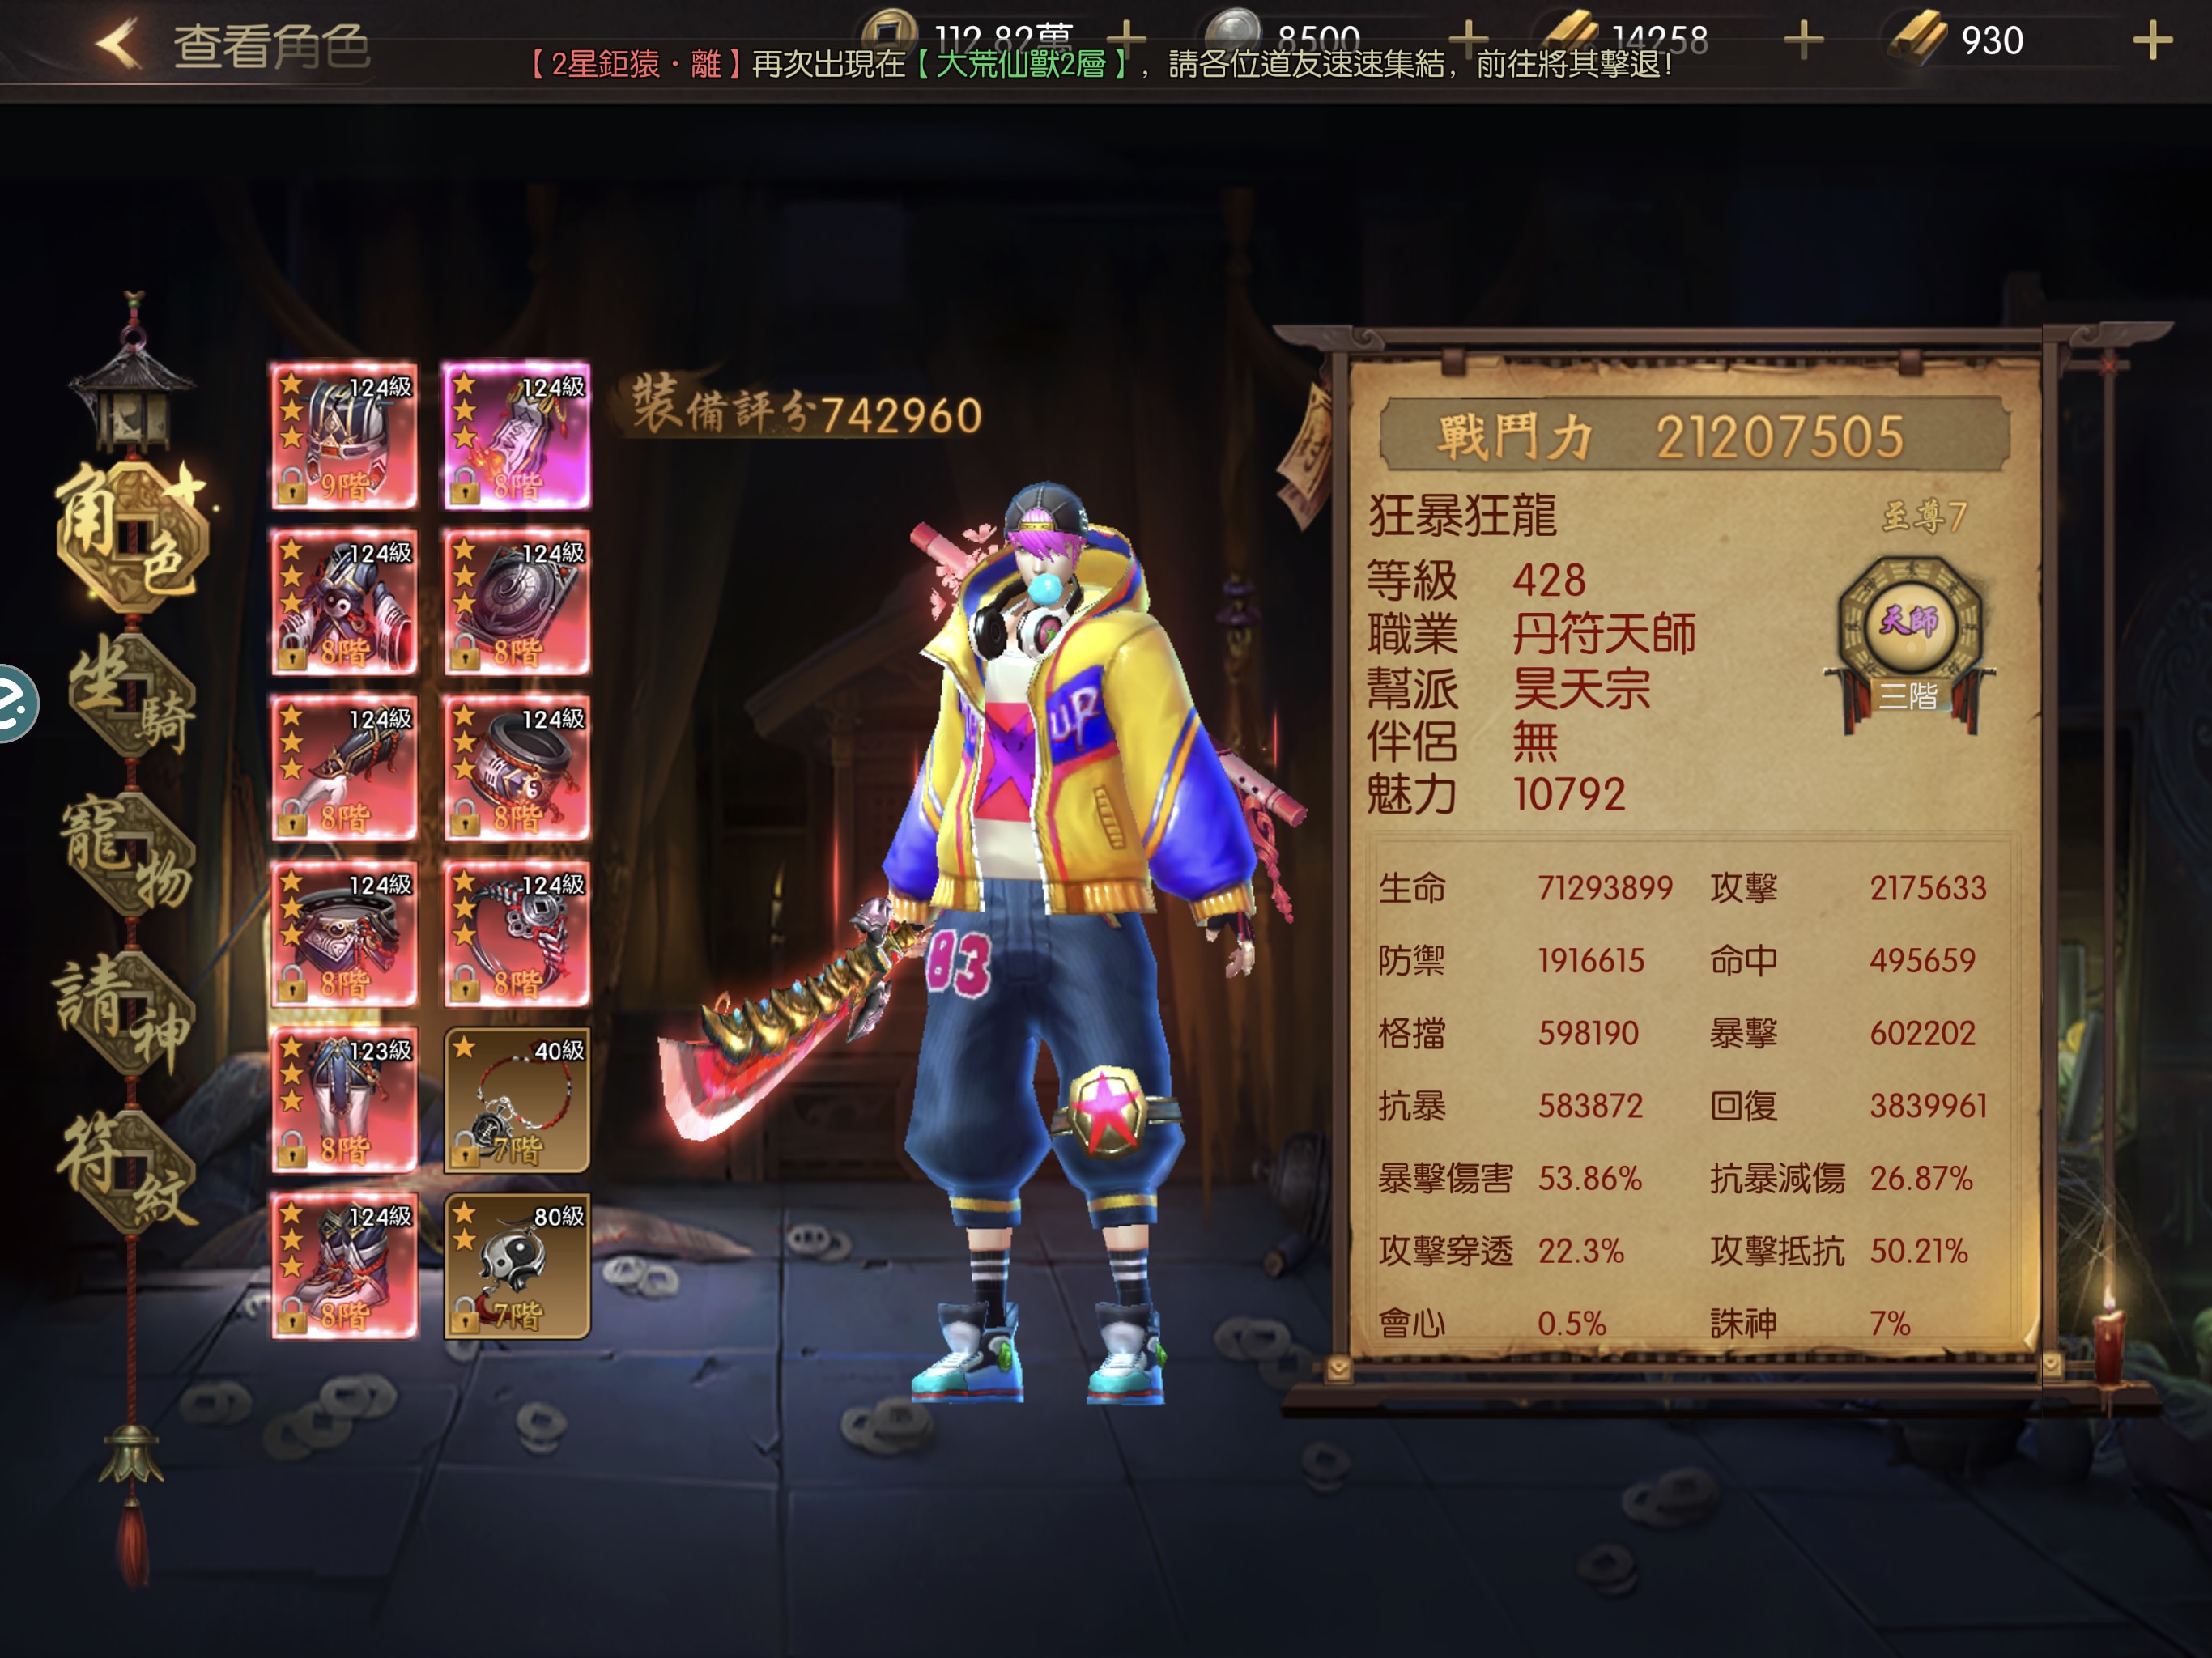 查看角色
112.82萬
8500
14258
930
【2星鉅猿·離】再次出現在【大荒仙獸2層】，請各位道友速速集結，前往將其擊退！
角色
坐騎
寵物
請神
符紋
124級
9階
124級
8階
124級
8階
124級
8階
124級
8階
124級
8階
124級
8階
124級
8階
123級
8階
40級
7階
124級
8階
80級
7階
裝備評分742960
UP
83
戰鬥力 21207505
狂暴狂龍 至尊7
等級 428
職業 丹符天師
幫派 昊天宗
伴侶 無
魅力 10792
天師
三階
生命 71293899 攻擊 2175633
防禦 1916615 命中 495659
格擋 598190 暴擊 602202
抗暴 583872 回復 3839961
暴擊傷害 53.86% 抗暴減傷 26.87%
攻擊穿透 22.3% 攻擊抵抗 50.21%
會心 0.5% 誅神 7%